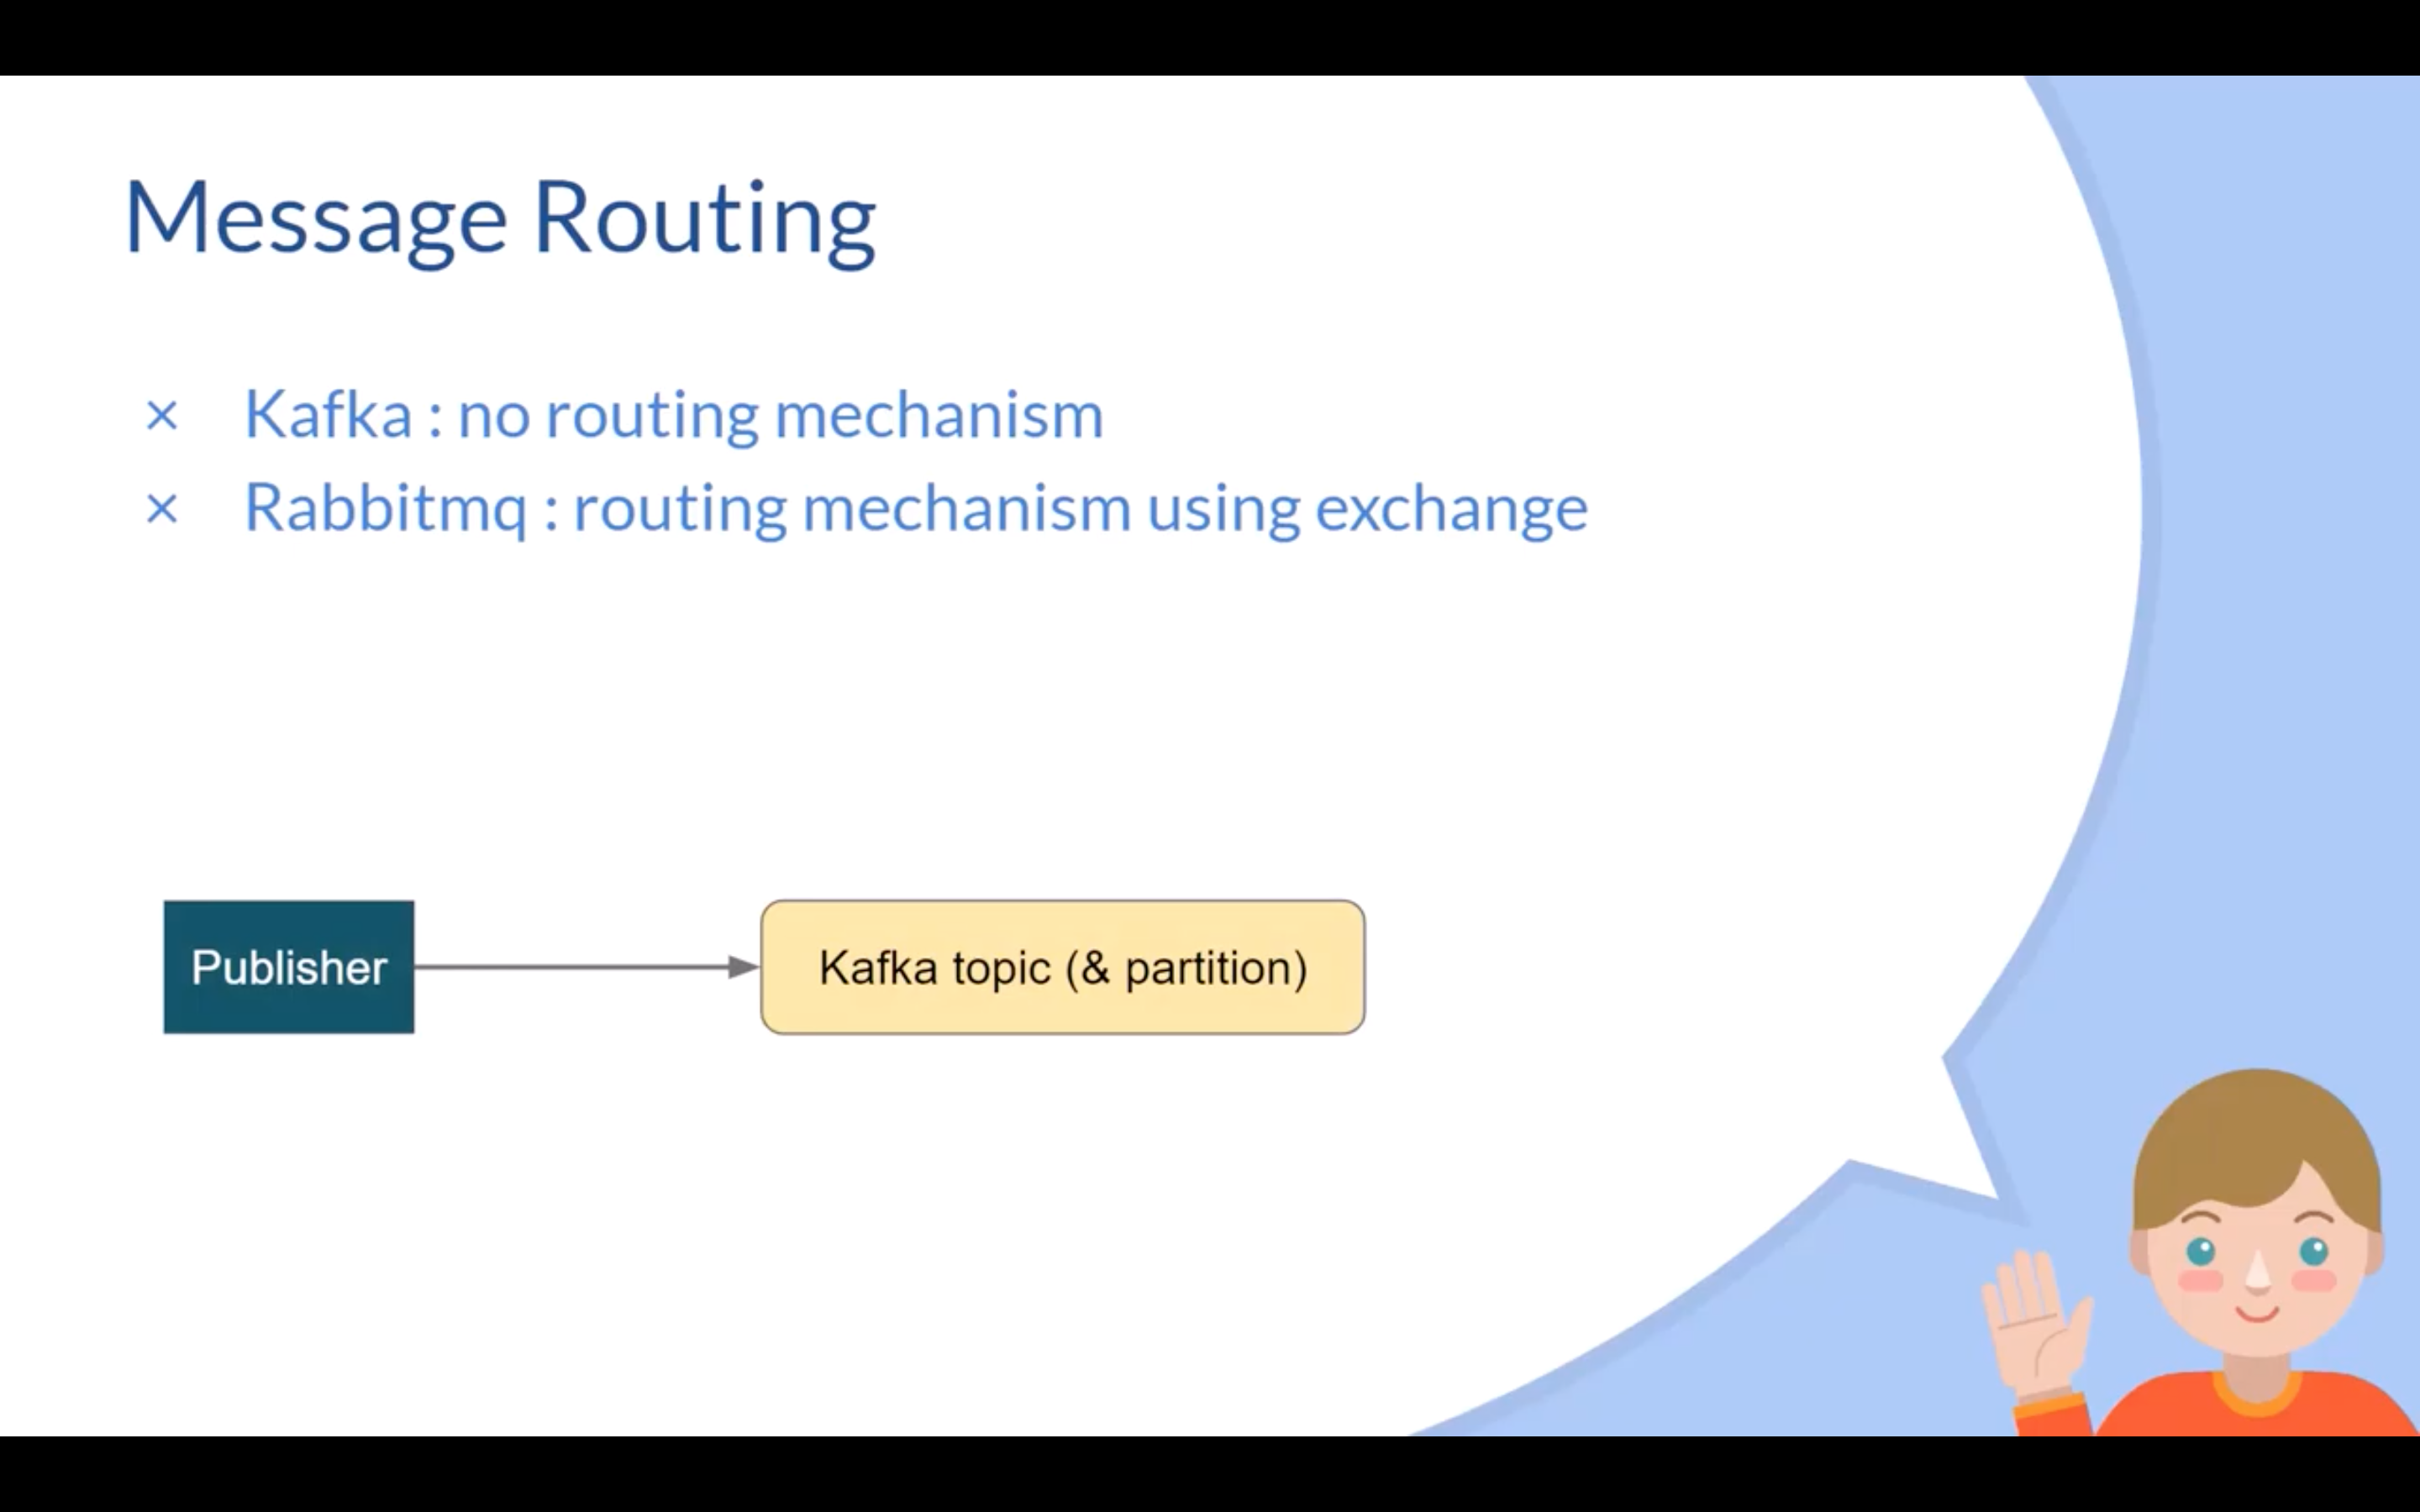 Message Routing
× Kafka : no routing mechanism
× Rabbitmq : routing mechanism using exchange
Publisher
Kafka topic (& partition)